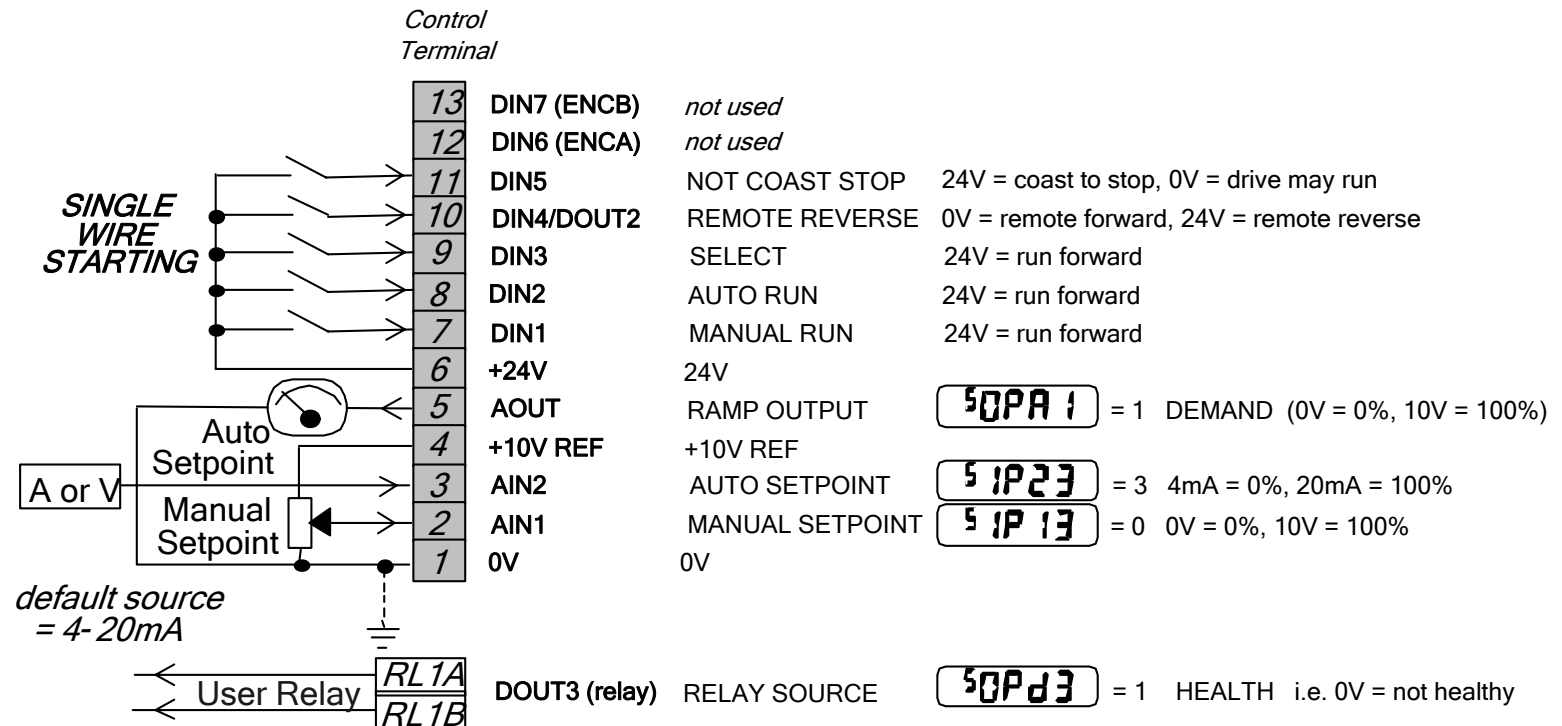 Control
Terminal
13 DIN7 (ENCB) not used
12 DIN6 (ENCA) not used
11 DIN5 NOT COAST STOP 24V = coast to stop, 0V = drive may run
SINGLE
WIRE
STARTING
10 DIN4/DOUT2 REMOTE REVERSE 0V = remote forward, 24V = remote reverse
9 DIN3 SELECT 24V = run forward
8 DIN2 AUTO RUN 24V = run forward
7 DIN1 MANUAL RUN 24V = run forward
6 +24V 24V
5 AOUT RAMP OUTPUT SOPA1 = 1 DEMAND (0V = 0%, 10V = 100%)
Auto
Setpoint
4 +10V REF +10V REF
A or V
3 AIN2 AUTO SETPOINT SIP23 = 3 4mA = 0%, 20mA = 100%
Manual
Setpoint
2 AIN1 MANUAL SETPOINT SIP13 = 0 0V = 0%, 10V = 100%
1 0V 0V
default source
= 4-20mA
User Relay
RL1A
RL1B
DOUT3 (relay) RELAY SOURCE SOPd3 = 1 HEALTH i.e. 0V = not healthy